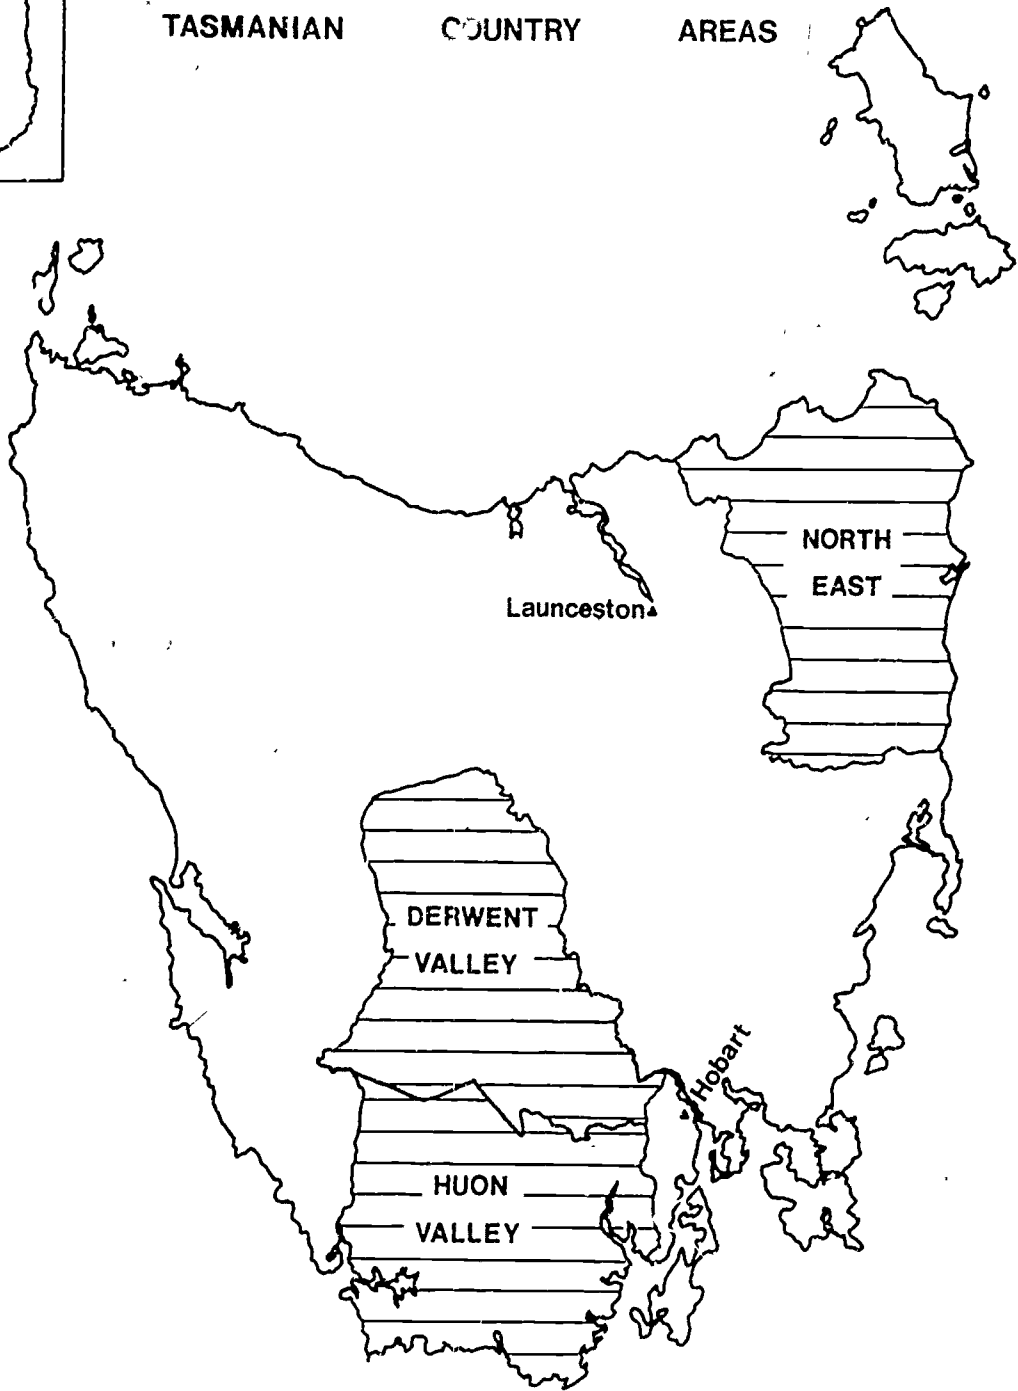 TASMANIAN COUNTRY AREAS
NORTH
EAST
Launceston
DERWENT
VALLEY
Hobart
HUON
VALLEY